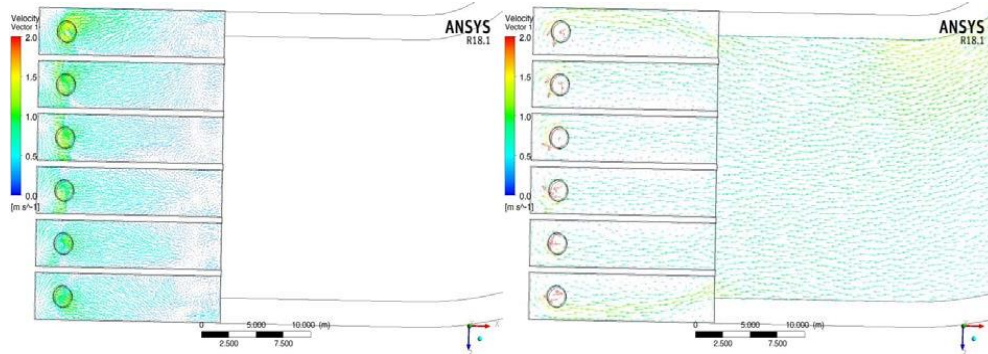 Velocity
Vector 1
2.0
1.5
1.0
0.5
0.0
[m s^-1]
ANSYS
R18.1
0 5.000 10.000 (m)
2.500 7.500
Velocity
Vector 1
2.0
1.5
1.0
0.5
0.0
[m s^-1]
ANSYS
R18.1
0 5.000 10.000 (m)
2.500 7.500